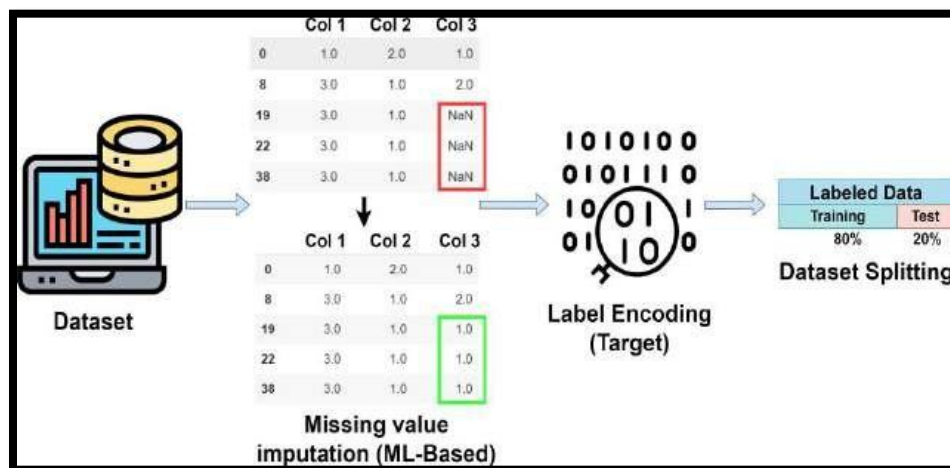 Col 1 Col 2 Col 3
0 1.0 2.0 1.0
8 3.0 1.0 2.0
19 3.0 1.0 NaN
22 3.0 1.0 NaN
38 3.0 1.0 NaN
Col 1 Col 2 Col 3
0 1.0 2.0 1.0
8 3.0 1.0 2.0
19 3.0 1.0 1.0
22 3.0 1.0 1.0
38 3.0 1.0 1.0
Dataset
Missing value
imputation (ML-Based)
1010100
0101110
10 01 1
01 10 0
Label Encoding
(Target)
Labeled Data
Training Test
80% 20%
Dataset Splitting